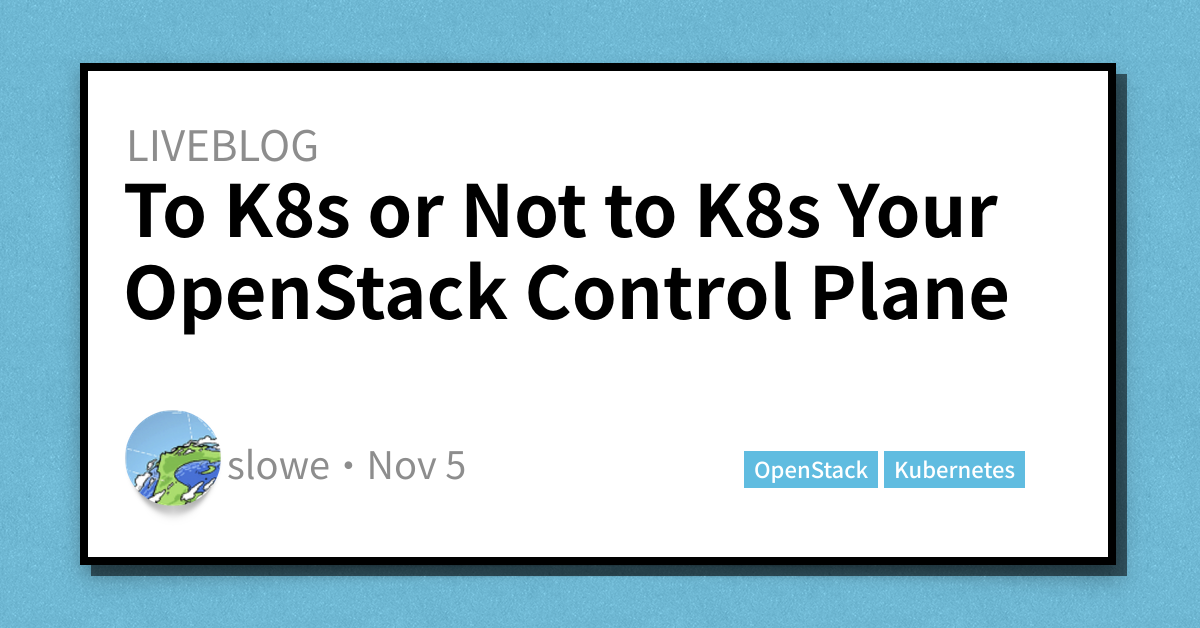 LIVEBLOG
To K8s or Not to K8s Your
OpenStack Control Plane
slowe • Nov 5
OpenStack Kubernetes